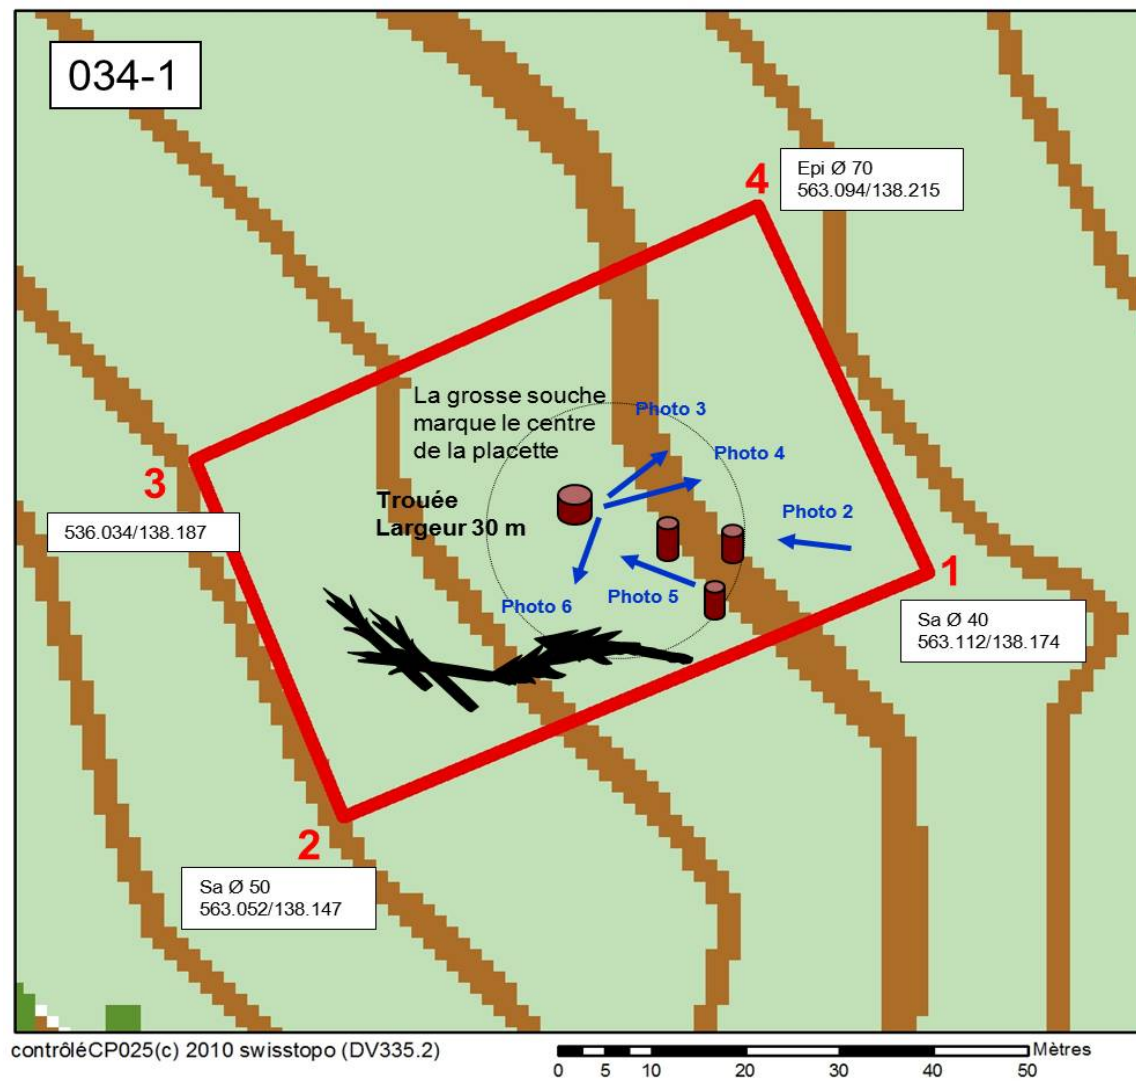 034-1
4
Epi Ø 70
563.094/138.215
La grosse souche
marque le centre
de la placette
Photo 3
Photo 4
3
Trouée
Largeur 30 m
Photo 2
536.034/138.187
1
Photo 6
Photo 5
Sa Ø 40
563.112/138.174
2
Sa Ø 50
563.052/138.147
contrôléCP025(c) 2010 swisstopo (DV335.2)
Mètres
0 5 10 20 30 40 50